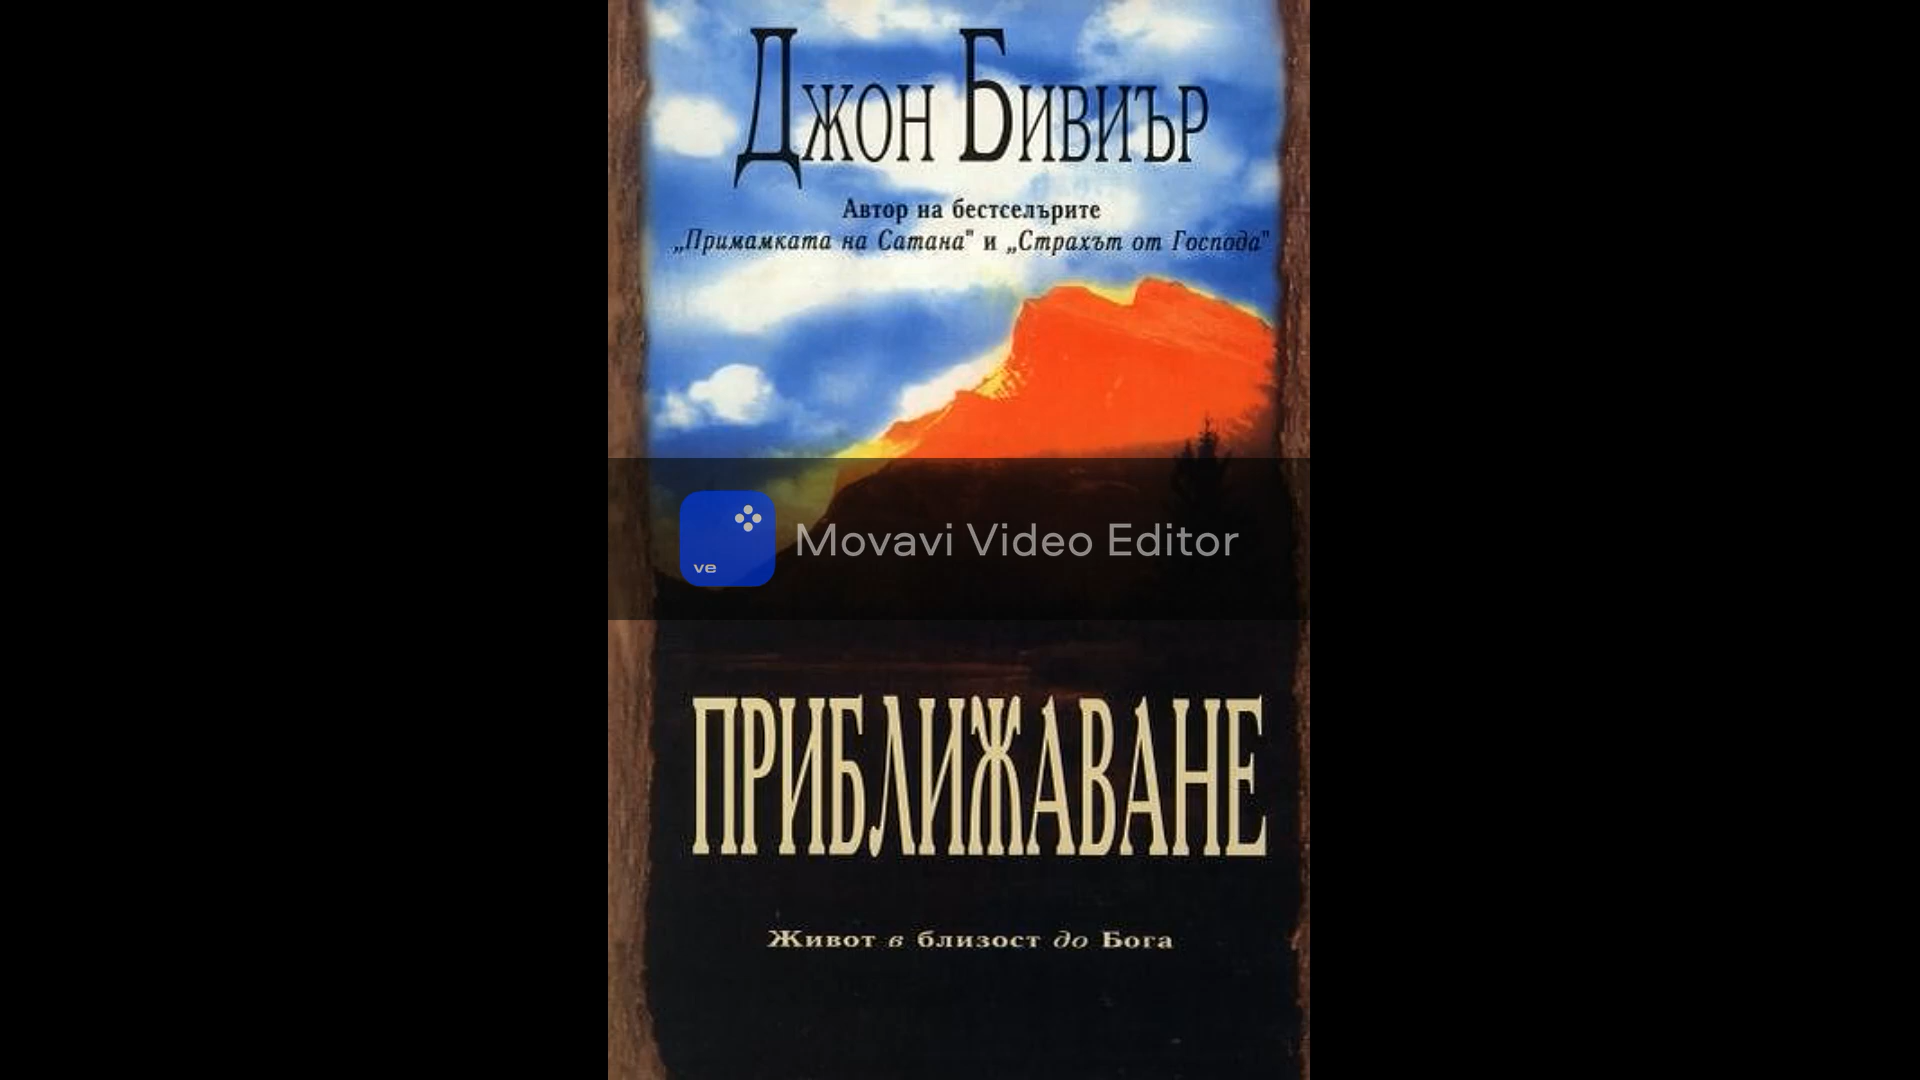 Джон Бивиър
Автор на бестселърите
„Примамката на Сатана" и „Страхът от Господа"
ve
Movavi Video Editor
ПРИБЛИЖАВАНЕ
Живот в близост до Бога